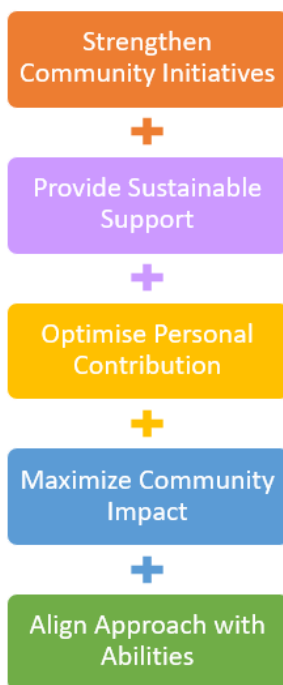 Strengthen
Community Initiatives
Provide Sustainable
Support
Optimise Personal
Contribution
Maximize Community
Impact
Align Approach with
Abilities